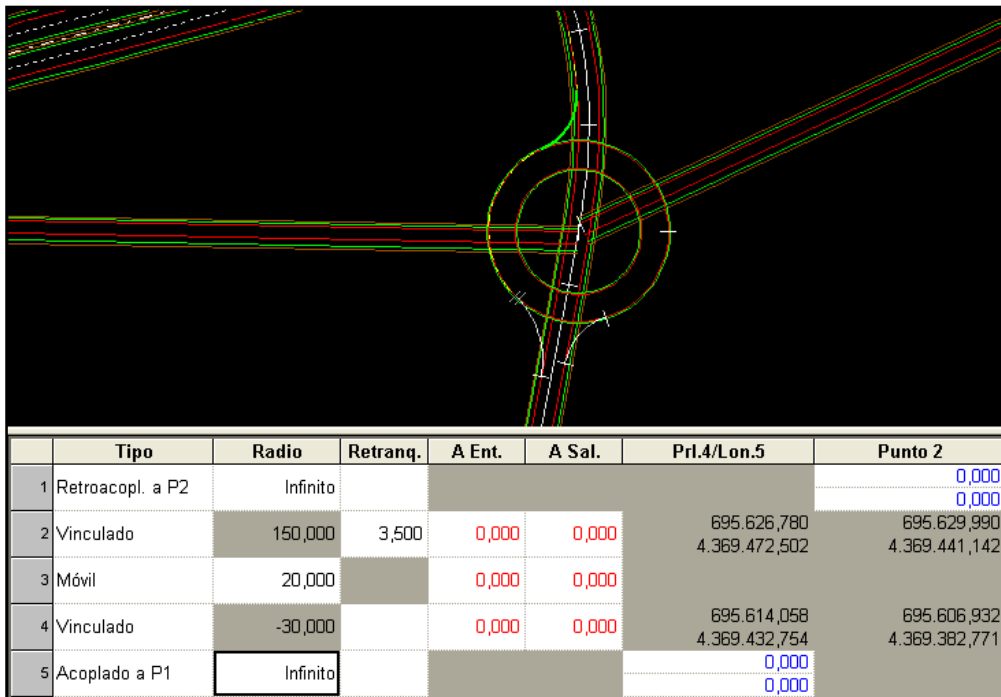 Tipo Radio Retranq. A Ent. A Sal. Prl.4/Lon.5 Punto 2
1 Retroacopl. a P2 Infinito 0,000
0,000
2 Vinculado 150,000 3,500 0,000 0,000 695.626,780 695.629,990
4.369.472,502 4.369.441,142
3 Móvil 20,000 0,000 0,000
4 Vinculado -30,000 0,000 0,000 695.614,058 695.606,932
4.369.432,754 4.369.382,771
5 Acoplado a P1 Infinito 0,000
0,000